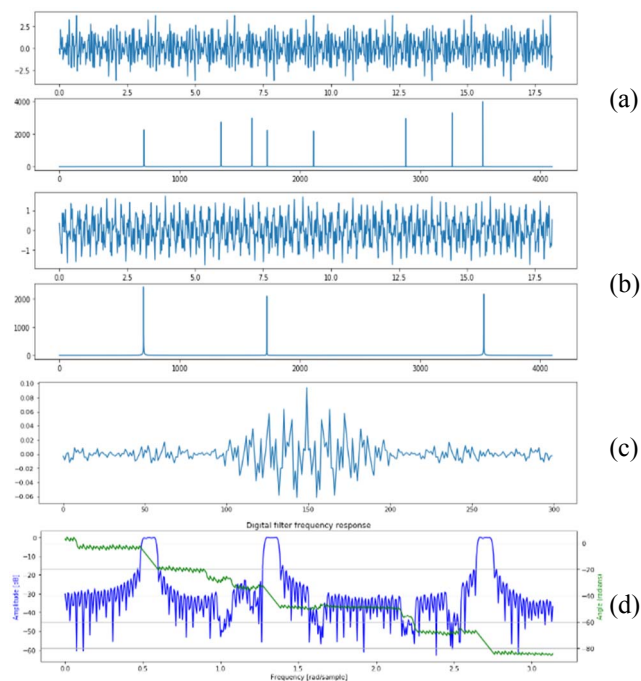 2.5
0.0
−2.5
0.0 2.5 5.0 7.5 10.0 12.5 15.0 17.5
(a)
4000
2000
0
0 1000 2000 3000 4000
1
0
−1
0.0 2.5 5.0 7.5 10.0 12.5 15.0 17.5
(b)
2000
0
0 1000 2000 3000 4000
0.10
0.08
0.06
0.04
0.02
0.00
−0.02
−0.04
−0.06
0 50 100 150 200 250 300
(c)
Digital filter frequency response
Amplitude [dB]
0
−10
−20
−30
−40
−50
−60
0
−20
−40
−60
−80
Angle (radians)
(d)
0.0 0.5 1.0 1.5 2.0 2.5 3.0
Frequency [rad/sample]